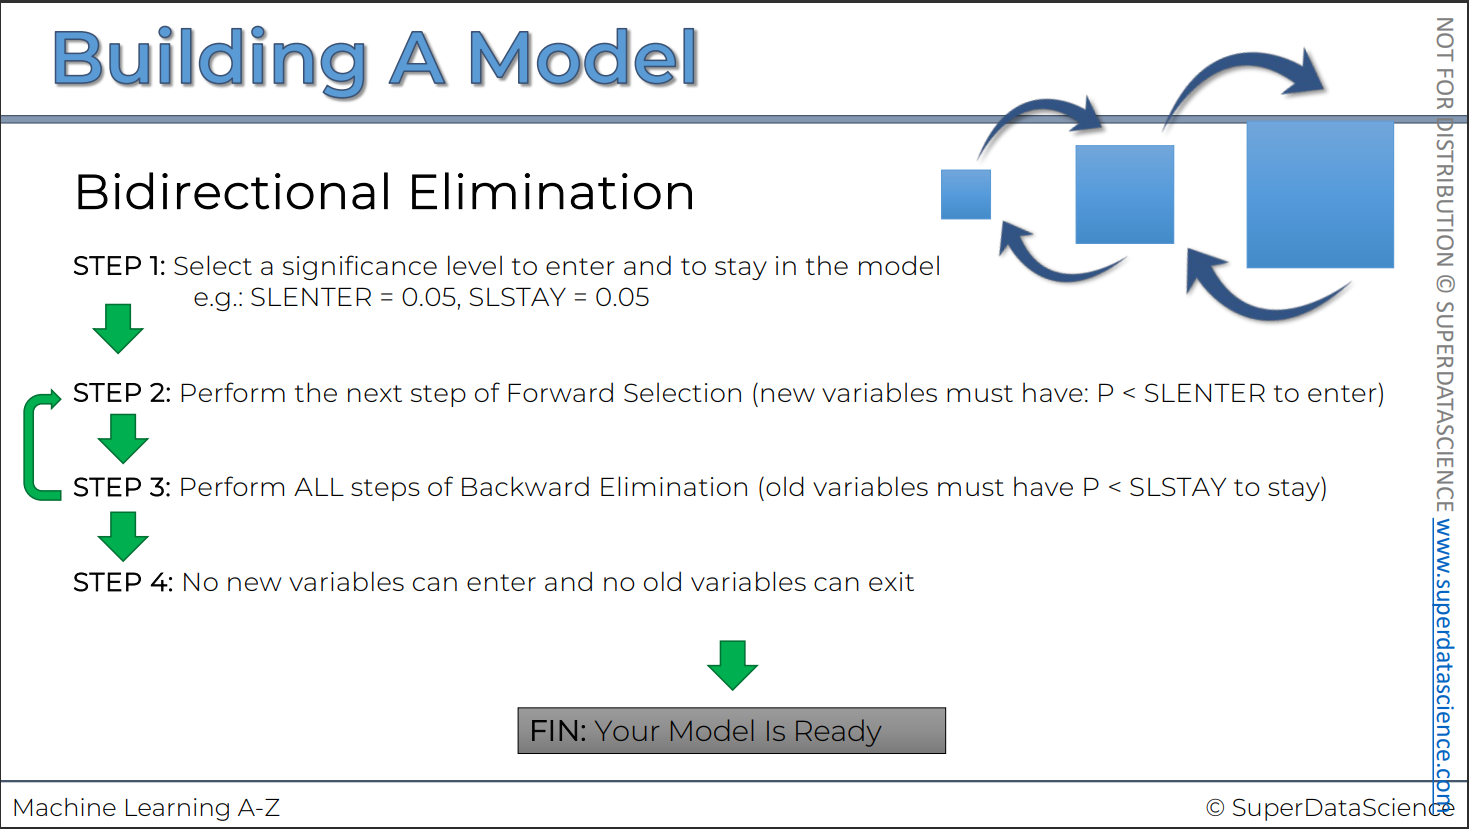 Building A Model
Bidirectional Elimination
STEP 1: Select a significance level to enter and to stay in the model
e.g.: SLENTER = 0.05, SLSTAY = 0.05
STEP 2: Perform the next step of Forward Selection (new variables must have: P < SLENTER to enter)
STEP 3: Perform ALL steps of Backward Elimination (old variables must have P < SLSTAY to stay)
STEP 4: No new variables can enter and no old variables can exit
FIN: Your Model Is Ready
Machine Learning A-Z
© SuperDataScience
NOT FOR DISTRIBUTION © SUPERDATASCIENCE www.superdatascience.com